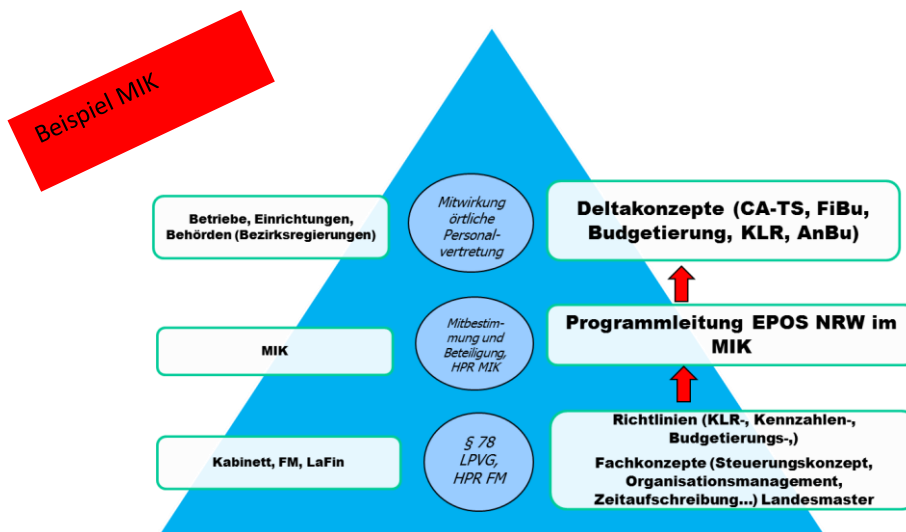 Beispiel MIK
Betriebe, Einrichtungen,
Behörden (Bezirksregierungen)
Mitwirkung
örtliche
Personal-
vertretung
Deltakonzepte (CA-TS, FiBu,
Budgetierung, KLR, AnBu)
MIK
Mitbestim-
mung und
Beteiligung,
HPR MIK
Programmleitung EPOS NRW im
MIK
Kabinett, FM, LaFin
§ 78
LPVG,
HPR FM
Richtlinien (KLR-, Kennzahlen-,
Budgetierungs-,)
Fachkonzepte (Steuerungskonzept,
Organisationsmanagement,
Zeitaufschreibung...) Landesmaster